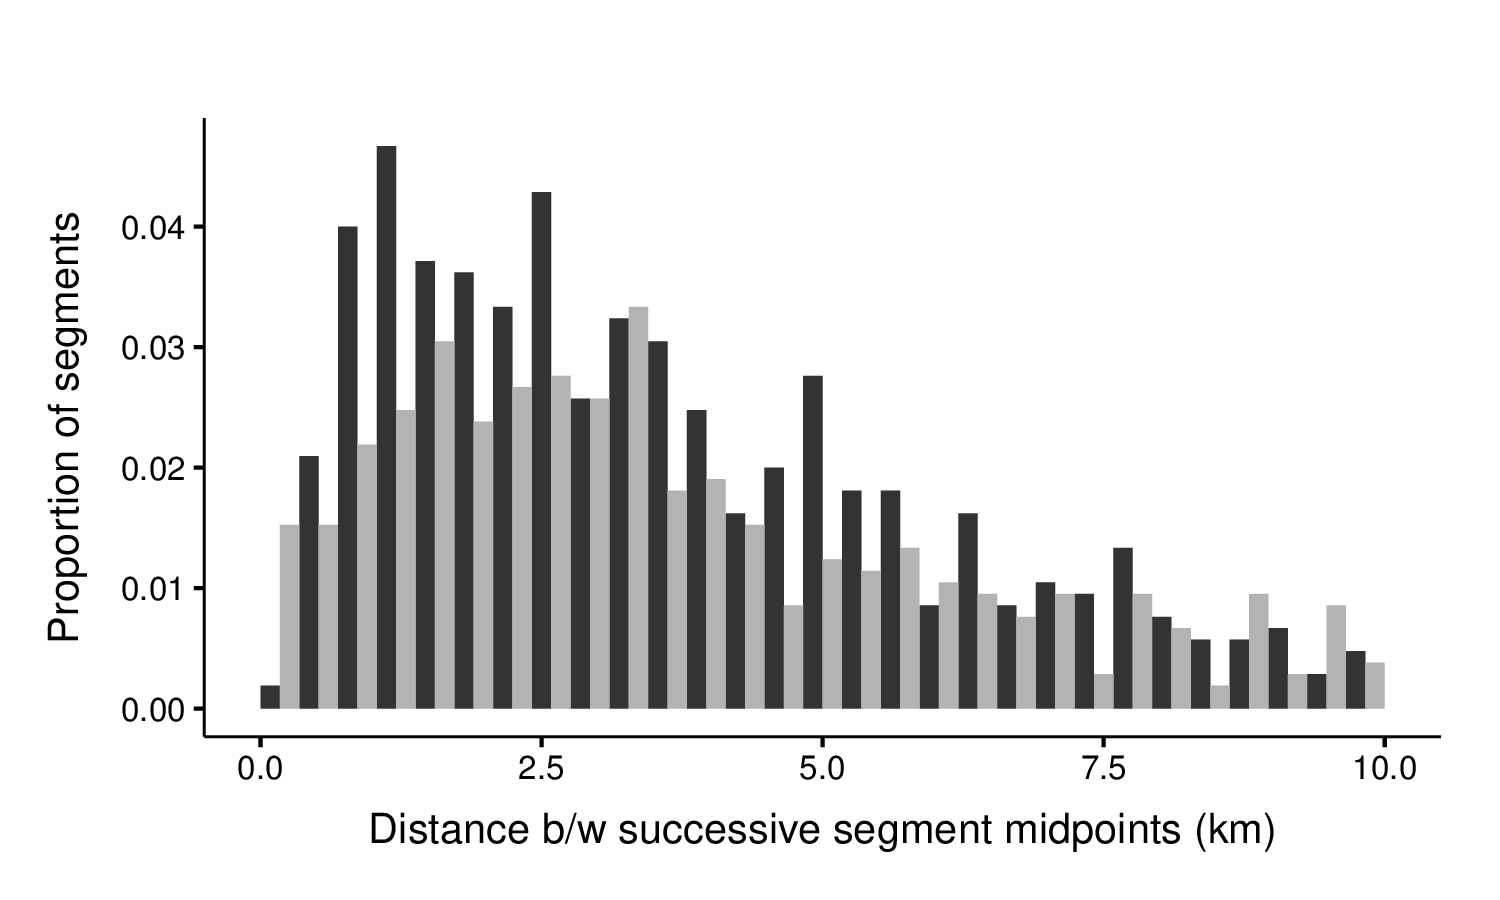 Proportion of segments
0.04
0.03
0.02
0.01
0.00
0.0 2.5 5.0 7.5 10.0
Distance b/w successive segment midpoints (km)